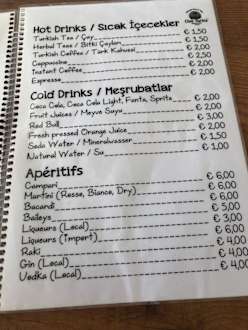 Hot Drinks / Sıcak İçecekler
Turkish Tea / Çay € 1,50
Herbal Teas / Bitki Çayları € 1,50
Turkish Coffee / Türk Kahvesi € 2,00
Cappuccino € 2,50
Instant Coffee € 2,00
Espresso € 2,00
Cold Drinks / Meşrubatlar
Coca Cola, Coca Cola Light, Fanta, Sprite € 2,00
Fruit Juices / Meyve Suyu € 2,00
Red Bull € 3,00
Fresh pressed Orange Juice € 2,00
Soda Water / Mineralwasser € 1,50
Natural Water / Su € 1,00
Apéritifs
Campari € 6,00
Martini (Rosse, Bianco, Dry) € 6,00
Bacardi € 5,00
Baileys € 3,00
Liqueurs (Local) € 6,00
Liqueurs (Import) € 4,00
Raki € 4,00
Gin (Local) € 4,00
Vodka (Local)